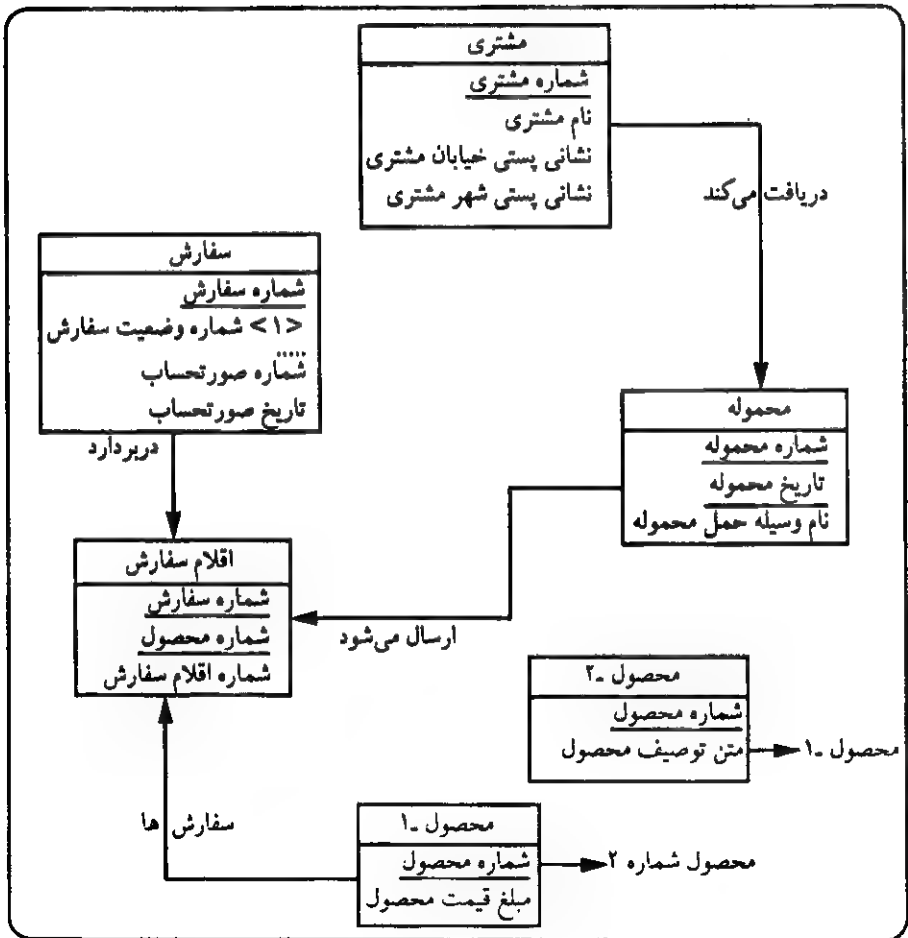 مشتری
شماره مشتری
نام مشتری
نشانی پستی خیابان مشتری
نشانی پستی شهر مشتری
دریافت می‌کند
سفارش
شماره سفارش
<۱> شماره وضعیت سفارش
.....
شماره صورتحساب
تاریخ صورتحساب
دربردارد
محموله
شماره محموله
تاریخ محموله
نام وسیله حمل محموله
اقلام سفارش
شماره سفارش
شماره محصول
شماره اقلام سفارش
ارسال می‌شود
محصول ـ۲
شماره محصول
متن توصیف محصول
محصول ـ۱
سفارش ها
محصول ـ۱
شماره محصول
مبلغ قیمت محصول
محصول شماره ۲